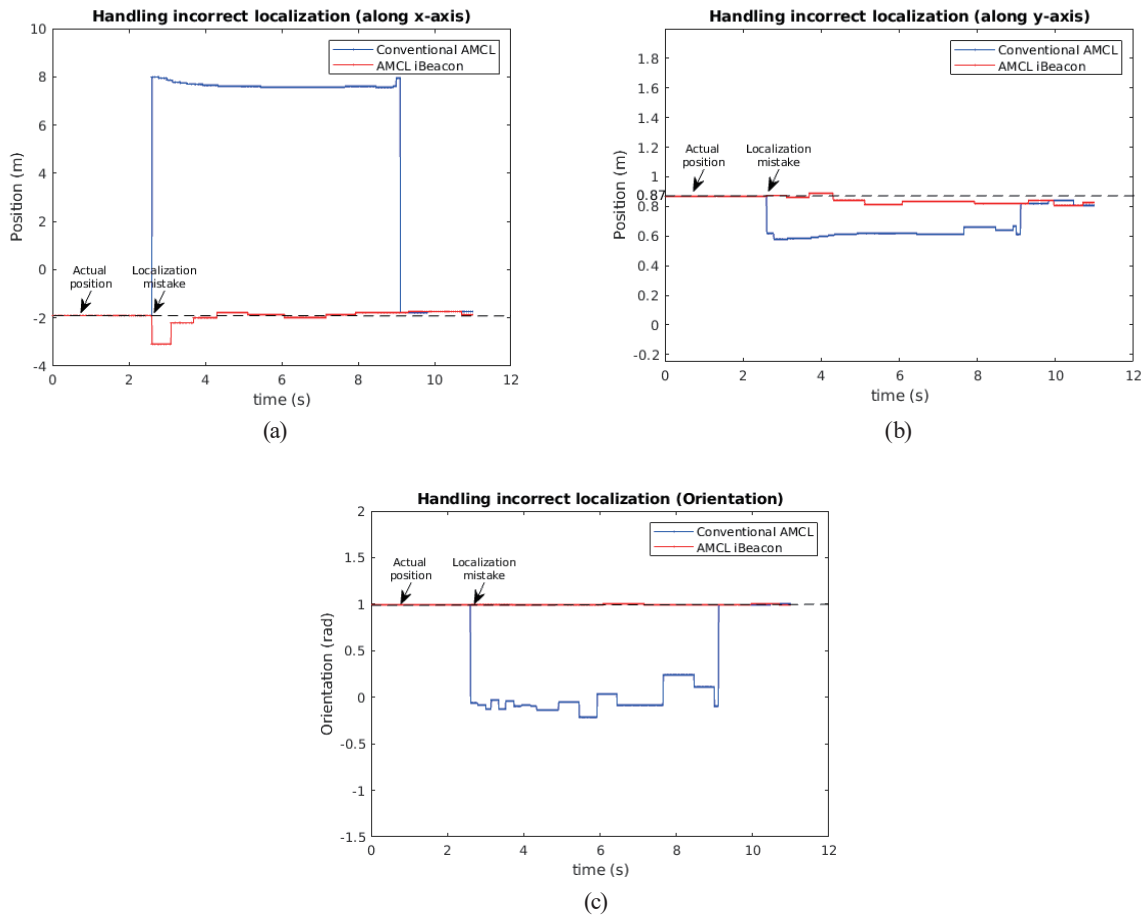 Handling incorrect localization (along x-axis)
10
8
6
4
2
0
-2
-4
Position (m)
Conventional AMCL
AMCL iBeacon
Actual
position
Localization
mistake
0 2 4 6 8 10 12
time (s)
(a)
Handling incorrect localization (along y-axis)
1.8
1.6
1.4
1.2
1
0.87
0.8
0.6
0.4
0.2
0
-0.2
Position (m)
Conventional AMCL
AMCL iBeacon
Actual
position
Localization
mistake
0 2 4 6 8 10 12
time (s)
(b)
Handling incorrect localization (Orientation)
2
1.5
1
0.5
0
-0.5
-1
-1.5
Orientation (rad)
Conventional AMCL
AMCL iBeacon
Actual
position
Localization
mistake
0 2 4 6 8 10 12
time (s)
(c)